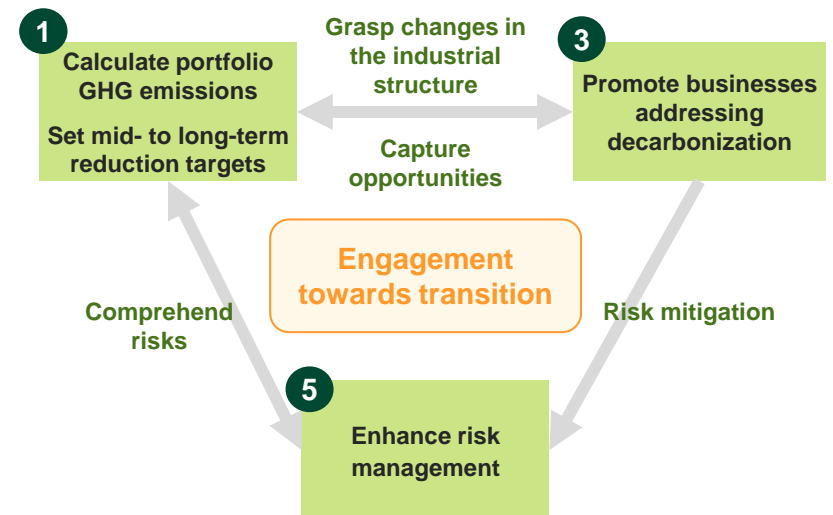 1
Calculate portfolio
GHG emissions
Set mid- to long-term
reduction targets
Grasp changes in
the industrial
structure
Capture
opportunities
3
Promote businesses
addressing
decarbonization
Engagement
towards transition
Comprehend
risks
Risk mitigation
5
Enhance risk
management